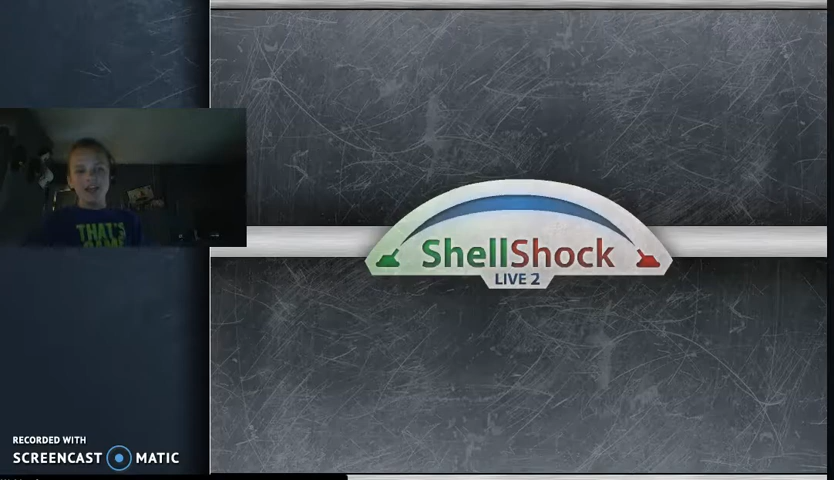 THAT'S
ShellShock
LIVE 2
RECORDED WITH
SCREENCAST MATIC